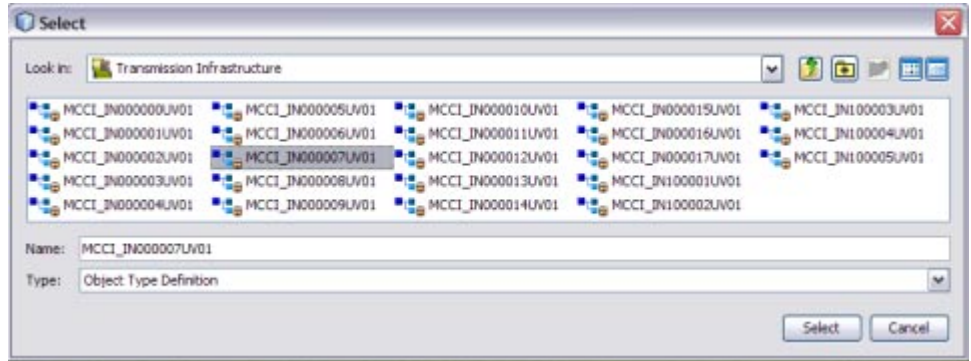 Select
Look in: Transmission Infrastructure
MCCI_IN000000UV01 MCCI_IN000005UV01 MCCI_IN000010UV01 MCCI_IN000015UV01 MCCI_IN100003UV01
MCCI_IN000001UV01 MCCI_IN000006UV01 MCCI_IN000011UV01 MCCI_IN000016UV01 MCCI_IN100004UV01
MCCI_IN000002UV01 MCCI_IN000007UV01 MCCI_IN000012UV01 MCCI_IN000017UV01 MCCI_IN100005UV01
MCCI_IN000003UV01 MCCI_IN000008UV01 MCCI_IN000013UV01 MCCI_IN100001UV01
MCCI_IN000004UV01 MCCI_IN000009UV01 MCCI_IN000014UV01 MCCI_IN100002UV01
Name: MCCI_IN000007UV01
Type: Object Type Definition
Select Cancel